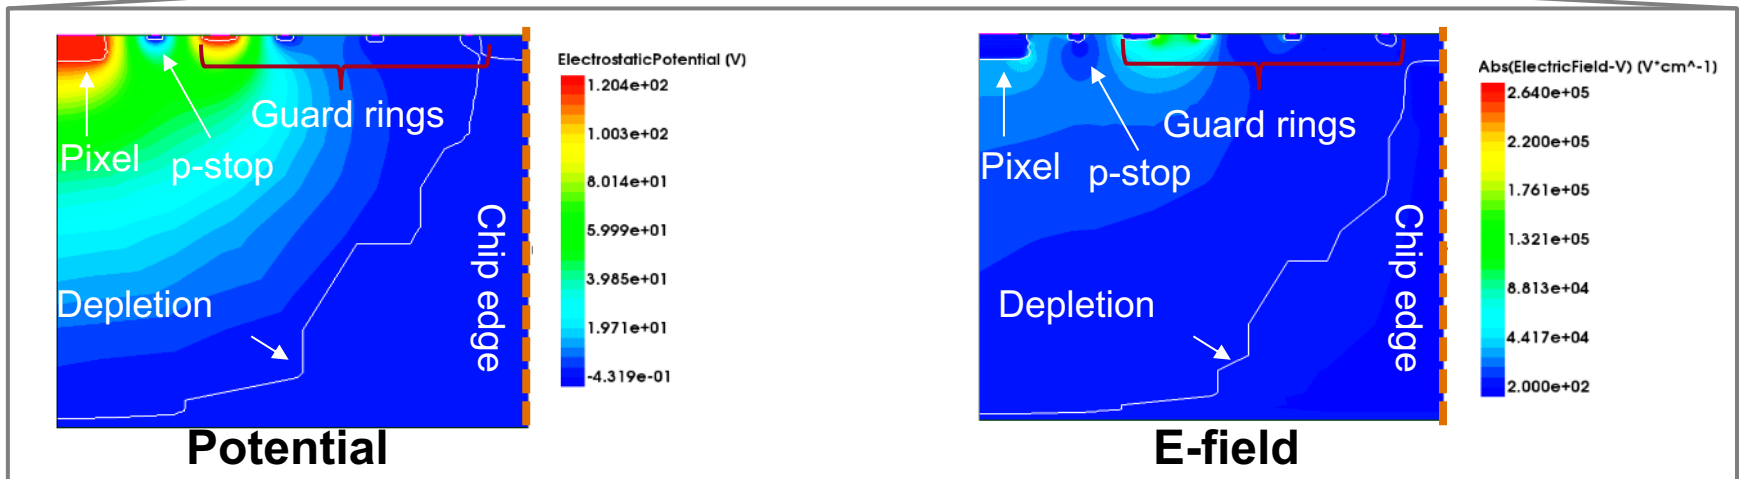 ElectrostaticPotential (V)
1.204e+02
1.003e+02
8.014e+01
5.999e+01
3.985e+01
1.971e+01
-4.319e-01
Guard rings
Pixel
p-stop
Depletion
Chip edge
Potential
Abs(ElectricField-V) (V*cm^-1)
2.640e+05
2.200e+05
1.761e+05
1.321e+05
8.813e+04
4.417e+04
2.000e+02
Guard rings
Pixel
p-stop
Depletion
Chip edge
E-field